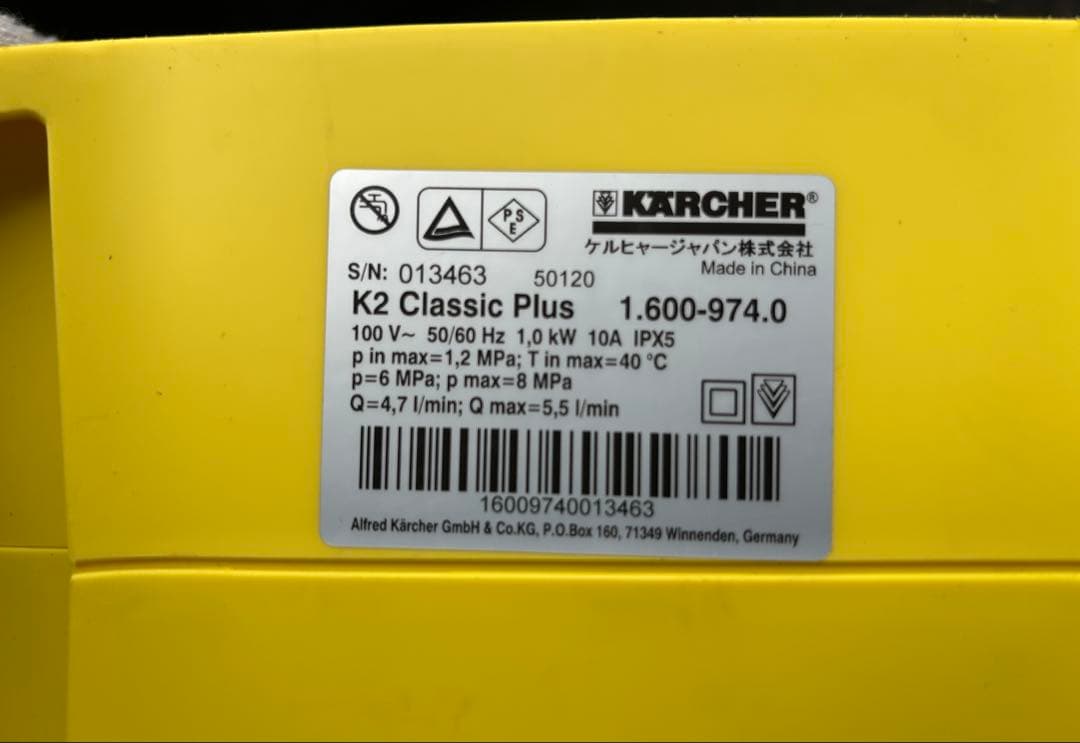 PSE
KÄRCHER®
ケルヒャージャパン株式会社
Made in China
S/N: 013463 50120
K2 Classic Plus 1.600-974.0
100 V~ 50/60 Hz 1,0 kW 10A IPX5
p in max=1,2 MPa; T in max=40 °C
p=6 MPa; p max=8 MPa
Q=4,7 l/min; Q max=5,5 l/min
16009740013463
Alfred Kärcher GmbH & Co.KG, P.O.Box 160, 71349 Winnenden, Germany